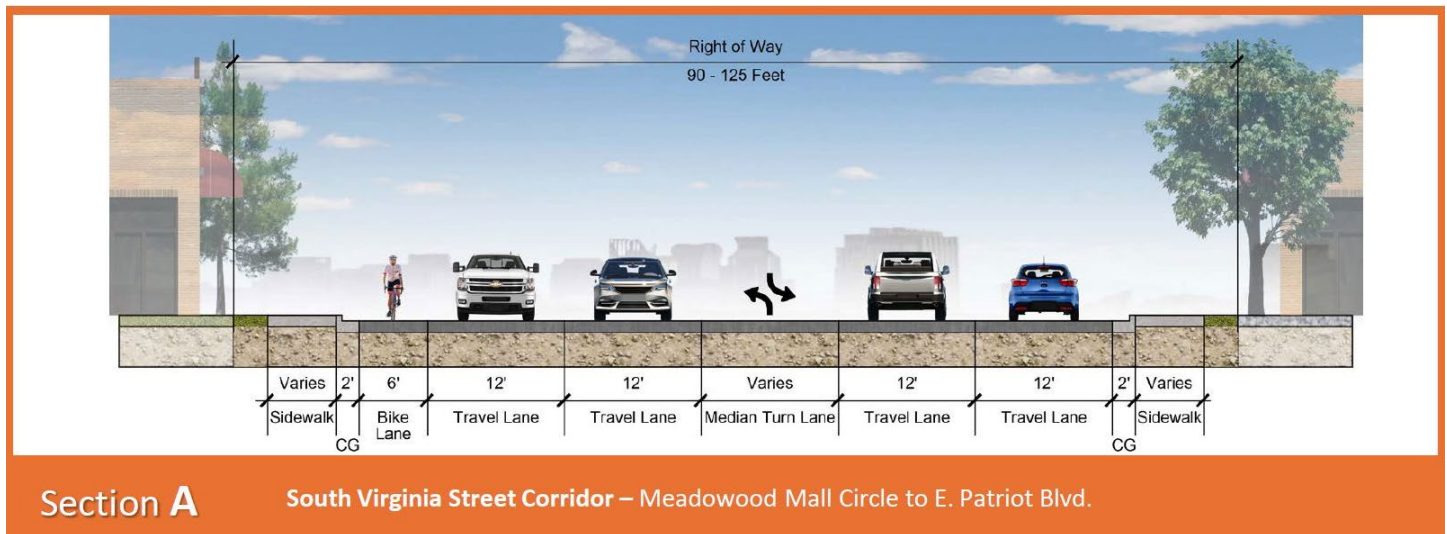 Right of Way
90 - 125 Feet
Varies 2' 6' 12' 12' Varies 12' 12' 2' Varies
Sidewalk Bike Travel Lane Travel Lane Median Turn Lane Travel Lane Travel Lane Sidewalk
Lane
CG CG
Section A South Virginia Street Corridor – Meadowood Mall Circle to E. Patriot Blvd.